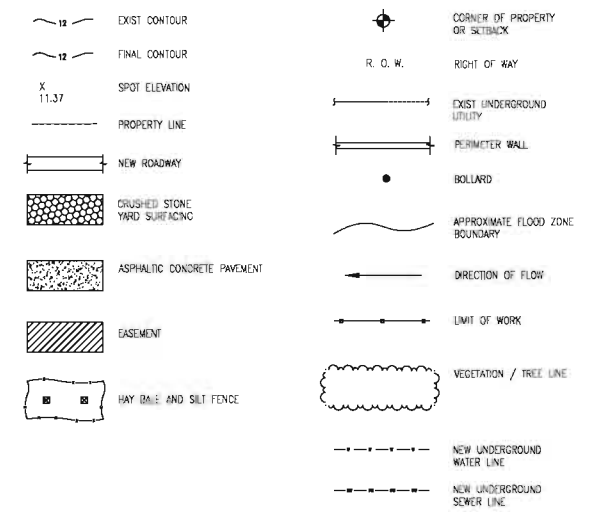 12 EXIST CONTOUR
12 FINAL CONTOUR
X
11.37
SPOT ELEVATION
PROPERTY LINE
NEW ROADWAY
CRUSHED STONE
YARD SURFACING
ASPHALTIC CONCRETE PAVEMENT
EASEMENT
HAY BALE AND SILT FENCE
CORNER OF PROPERTY
OR SETBACK
R. O. W. RIGHT OF WAY
EXIST UNDERGROUND
UTILITY
PERIMETER WALL
BOLLARD
APPROXIMATE FLOOD ZONE
BOUNDARY
DIRECTION OF FLOW
LIMIT OF WORK
VEGETATION / TREE LINE
NEW UNDERGROUND
WATER LINE
NEW UNDERGROUND
SEWER LINE